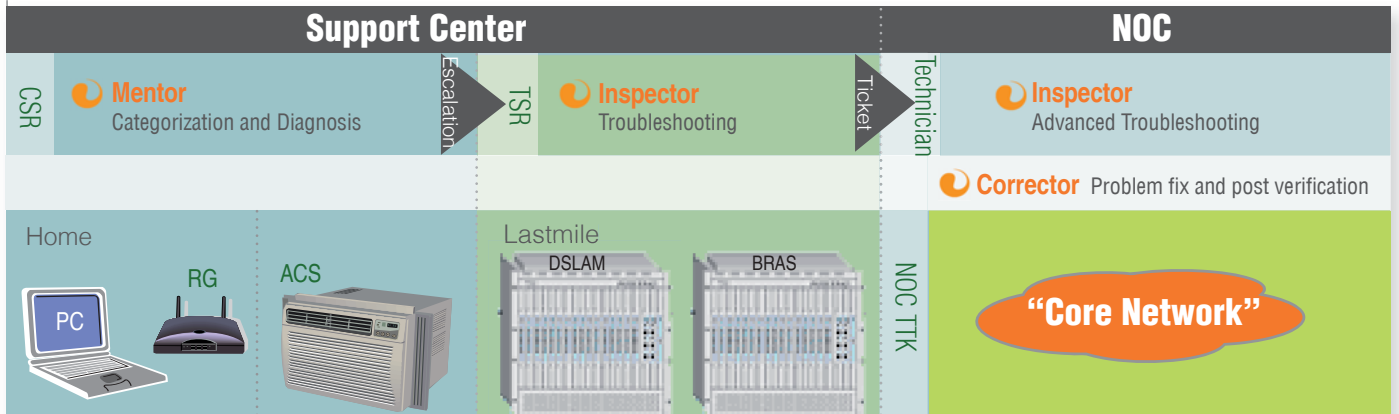 Support Center
NOC
CSR
Mentor
Categorization and Diagnosis
Escalation
TSR
Inspector
Troubleshooting
Ticket
Technician
Inspector
Advanced Troubleshooting
Corrector Problem fix and post verification
Home
PC
RG
ACS
Lastmile
DSLAM
BRAS
NOC TTK
“Core Network”